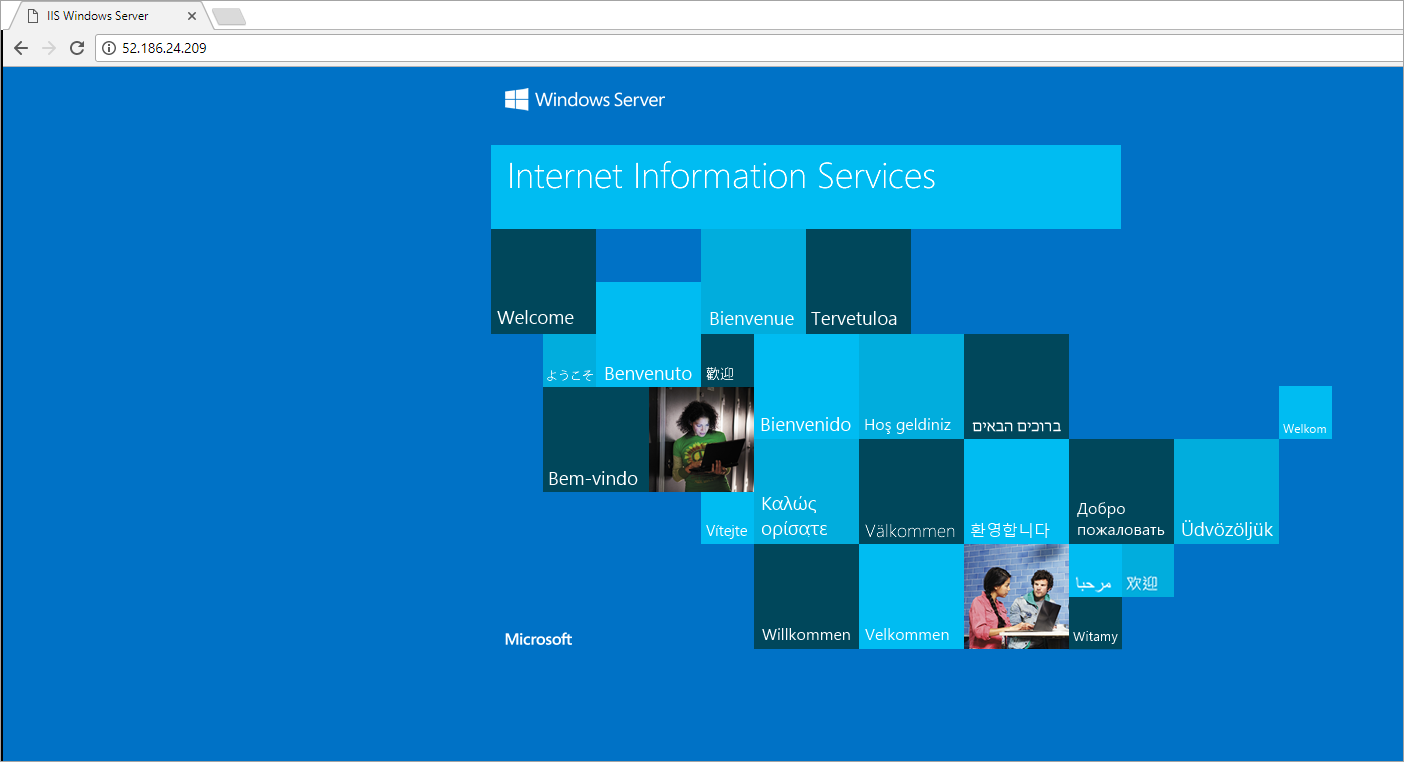 IIS Windows Server
52.186.24.209
Windows Server
Internet Information Services
Welcome
Bienvenue
Tervetuloa
ようこそ
Benvenuto
歡迎
Bienvenido
Hoş geldiniz
ברוכים הבאים
Welkom
Bem-vindo
Vítejte
Καλώς
ορίσατε
Välkommen
환영합니다
Добро
пожаловать
Üdvözöljük
مرحبا
欢迎
Willkommen
Velkommen
Witamy
Microsoft